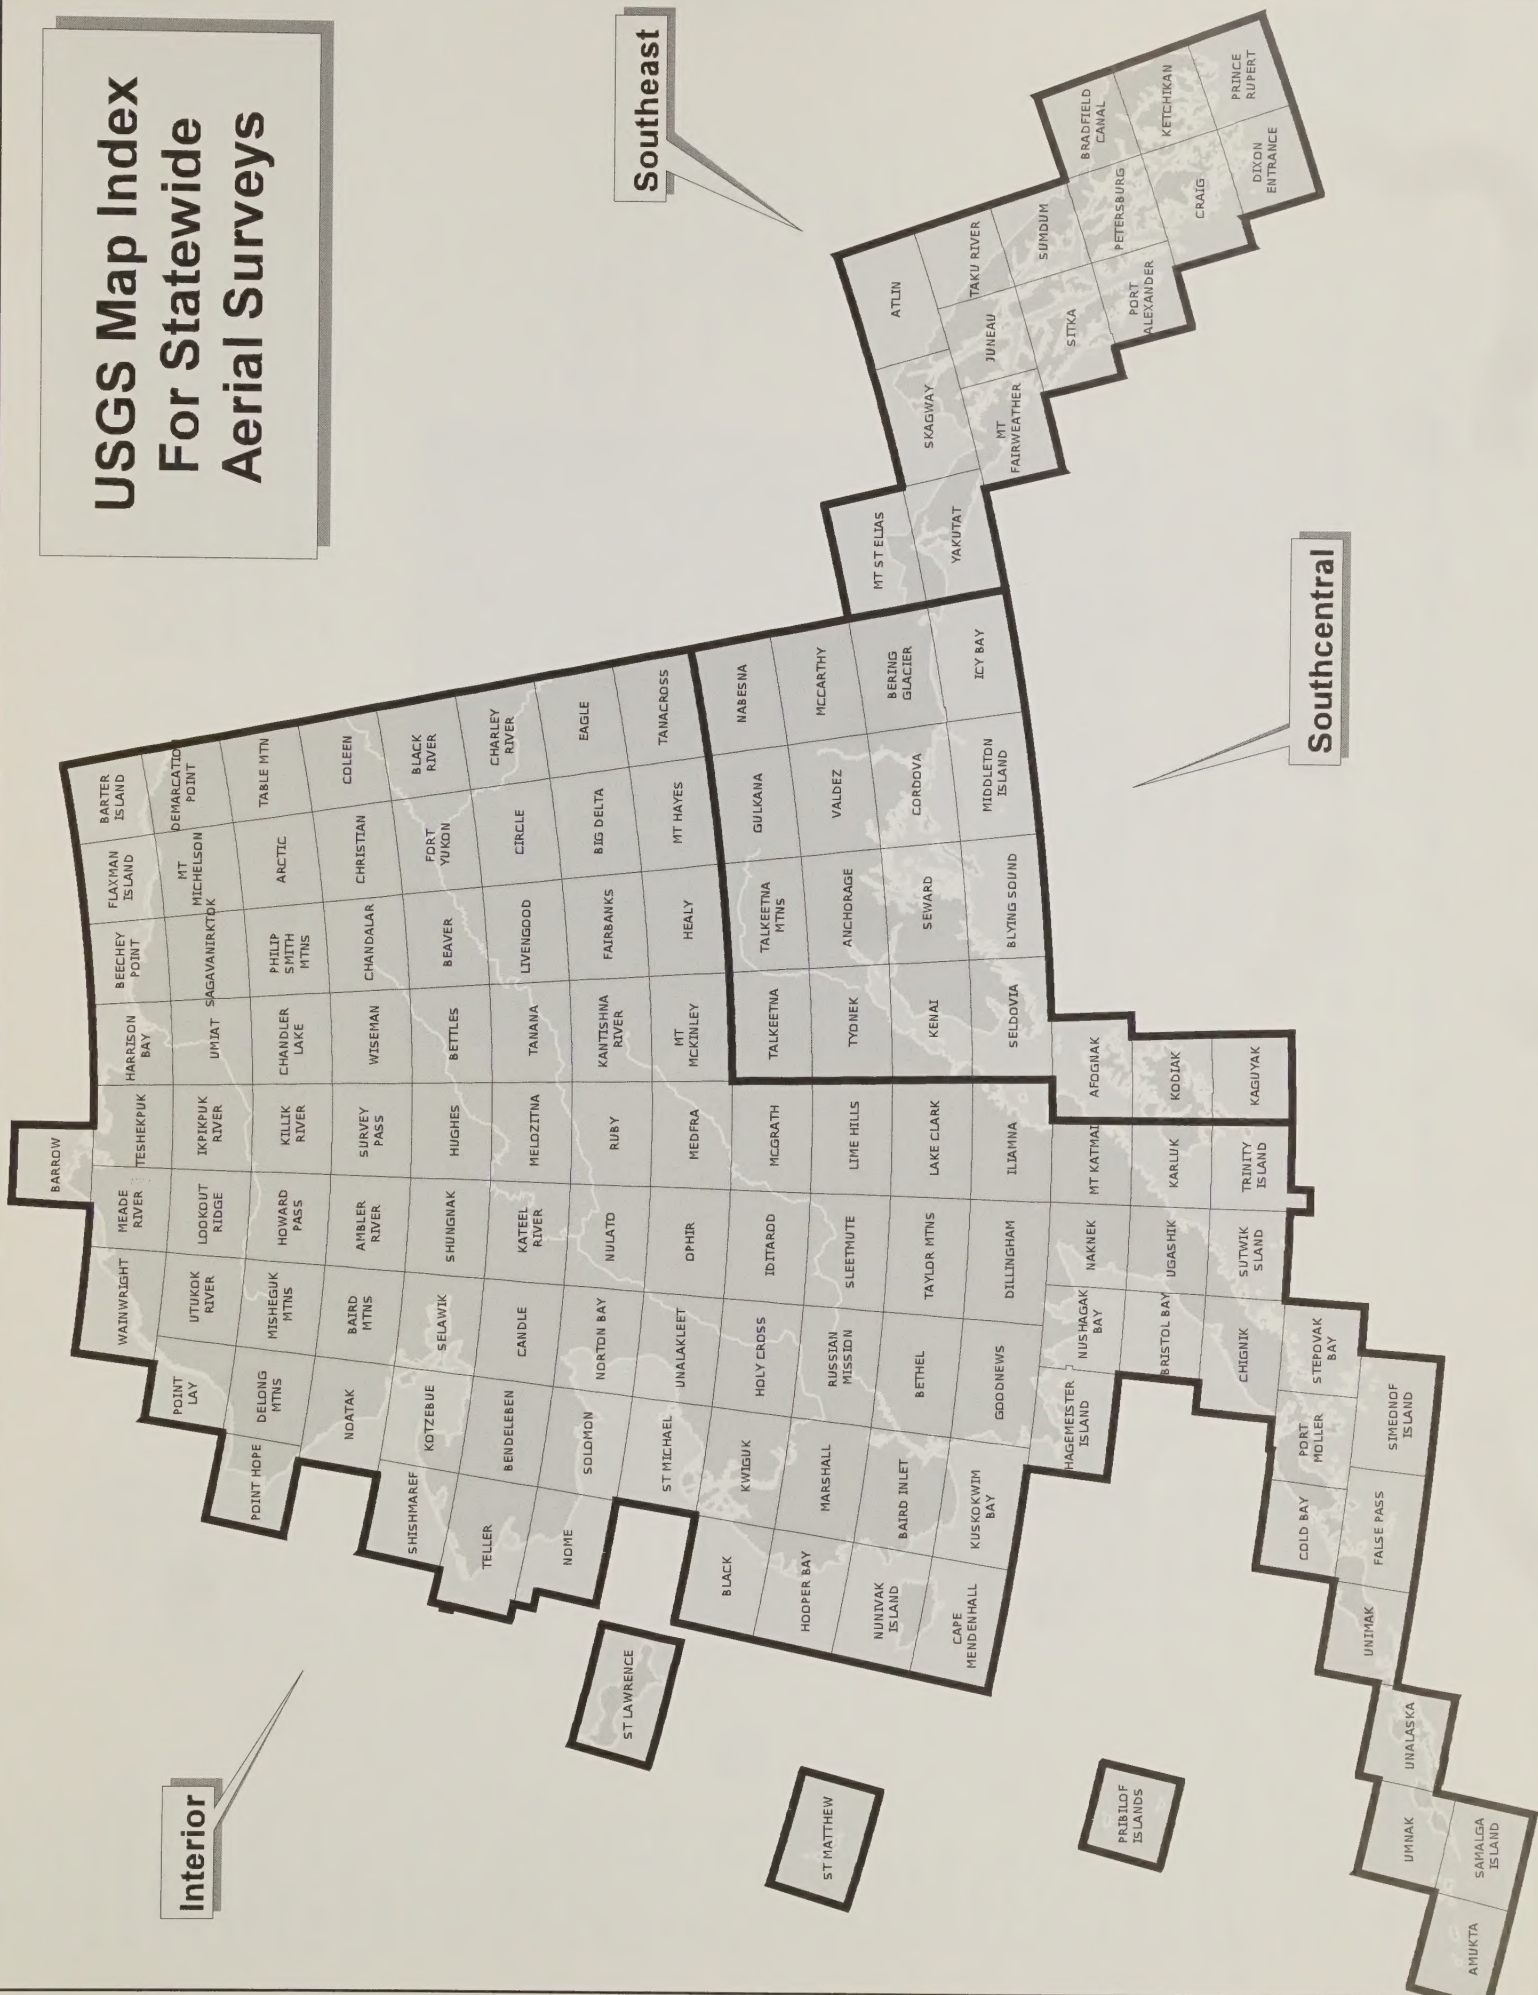 USGS Map Index
For Statewide
Aerial Surveys
Interior
Southeast
Southcentral
BARROW
WAINWRIGHT
MEADE
RIVER
TESHEKPUK
HARRISON
BAY
BEECHEY
POINT
FLAXMAN
ISLAND
BARTER
ISLAND
POINT
LAY
UTUKOK
RIVER
LOOKOUT
RIDGE
IKPIKPUK
RIVER
UMIAT
SAGAVANIRKTOK
MT
MICHELSON
DEMARCATION
POINT
POINT HOPE
DELONG
MTNS
MISHEGUK
MTNS
HOWARD
PASS
KILLIK
RIVER
CHANDLER
LAKE
PHILIP
SMITH
MTNS
ARCTIC
TABLE MTN
NOATAK
BAIRD
MTNS
AMBLER
RIVER
SURVEY
PASS
WISEMAN
CHANDALAR
CHRISTIAN
COLEEN
SHISHMAREF
KOTZEBUE
SELAWIK
SHUNGNAK
HUGHES
BETTLES
BEAVER
FORT
YUKON
BLACK
RIVER
TELLER
BENDELEBEN
CANDLE
KATEEL
RIVER
MELOZITNA
TANANA
LIVENGOOD
CIRCLE
CHARLEY
RIVER
NOME
SOLOMON
NORTON BAY
NULATO
RUBY
KANTISHNA
RIVER
FAIRBANKS
BIG DELTA
EAGLE
ST LAWRENCE
ST MICHAEL
UNALAKLEET
OPHIR
MEDFRA
MT
MCKINLEY
HEALY
MT HAYES
TANACROSS
BLACK
KWIGUK
HOLY CROSS
IDITAROD
MCGRATH
TALKEETNA
TALKEETNA
MTNS
GULKANA
NABESNA
ST MATTHEW
HOOPER BAY
MARSHALL
RUSSIAN
MISSION
SLEETMUTE
LIME HILLS
TYONEK
ANCHORAGE
VALDEZ
MCCARTHY
NUNIVAK
ISLAND
BAIRD INLET
BETHEL
TAYLOR MTNS
LAKE CLARK
KENAI
SEWARD
CORDOVA
BERING
GLACIER
MT ST ELIAS
SKAGWAY
ATLIN
CAPE
MENDENHALL
KUSKOKWIM
BAY
GOODNEWS
DILLINGHAM
ILIAMNA
SELDOVIA
BLYING SOUND
MIDDLETON
ISLAND
ICY BAY
YAKUTAT
MT
FAIRWEATHER
JUNEAU
TAKU RIVER
HAGEMEISTER
ISLAND
NUSHAGAK
BAY
NAKNEK
MT KATMAI
AFOGNAK
SITKA
SUMDUM
BRADFIELD
CANAL
PRIBILOF
ISLANDS
BRISTOL BAY
UGASHIK
KARLUK
KODIAK
PORT
ALEXANDER
PETERSBURG
KETCHIKAN
CHIGNIK
SUTWIK
SLAND
TRINITY
ISLAND
KAGUYAK
CRAIG
PRINCE
RUPERT
DIXON
ENTRANCE
COLD BAY
PORT
MOLLER
STEPOVAK
BAY
UNIMAK
FALSE PASS
SIMEONOF
ISLAND
UMNAK
UNALASKA
AMUKTA
SAMALGA
ISLAND